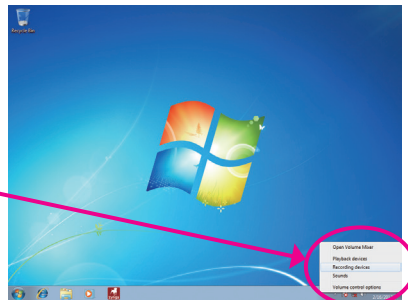 Recycle Bin
Open Volume Mixer
Playback devices
Recording devices
Sounds
Volume control options